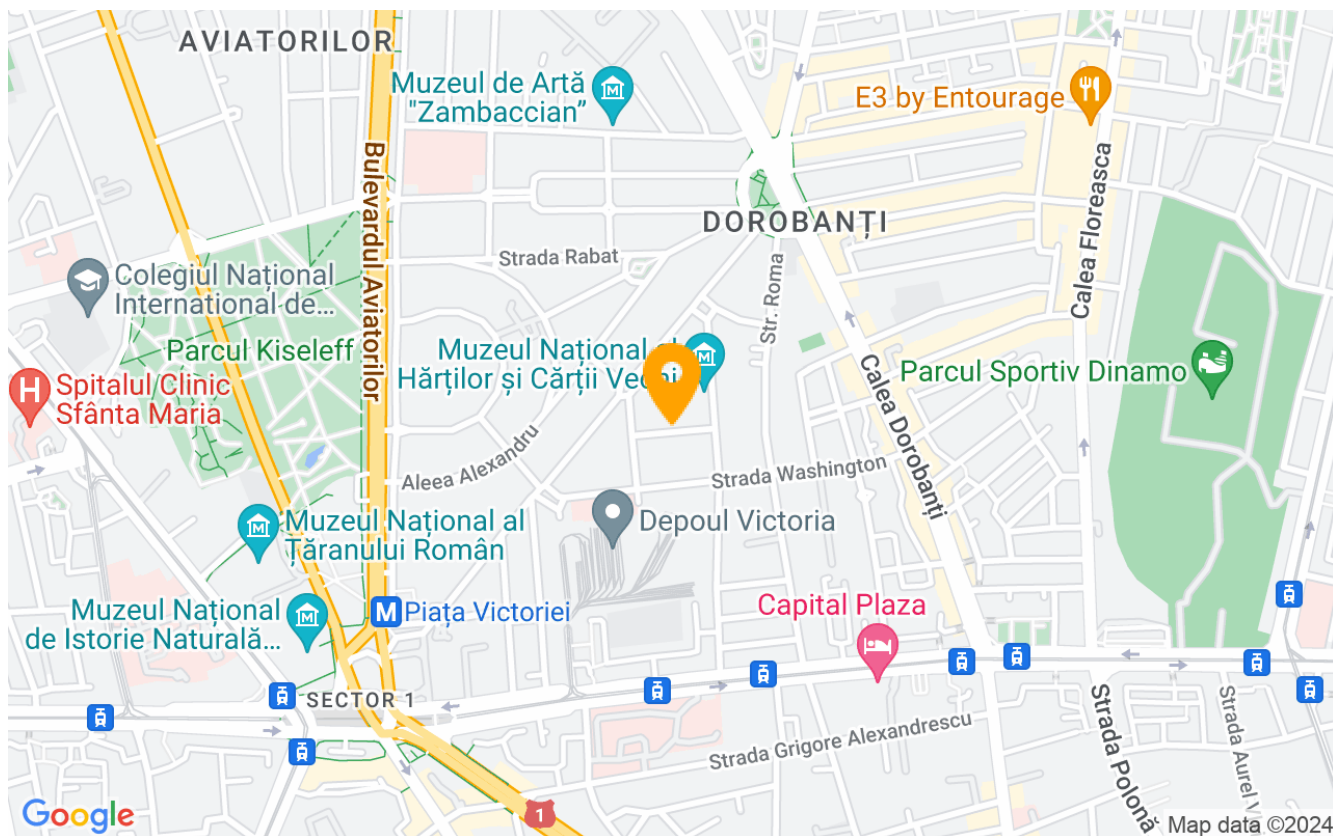 AVIATORILOR
Muzeul de Artă
"Zambaccian”
E3 by Entourage
Bulevardul Aviatorilor
Calea Floreasca
DOROBANȚI
Strada Rabat
Str. Roma
Colegiul Național
International de...
Parcul Kiseleff
Muzeul Național al
Hărților și Cărții Vechi
H
Spitalul Clinic
Sfânta Maria
Parcul Sportiv Dinamo
Calea Dorobanți
Aleea Alexandru
Strada Washington
Muzeul Național al
Țăranului Român
Depoul Victoria
Muzeul Național
de Istorie Naturală...
M
Piața Victoriei
Capital Plaza
SECTOR 1
Strada Grigore Alexandrescu
Strada Polonă
Strada Aurel V
1
Google
Map data ©2024